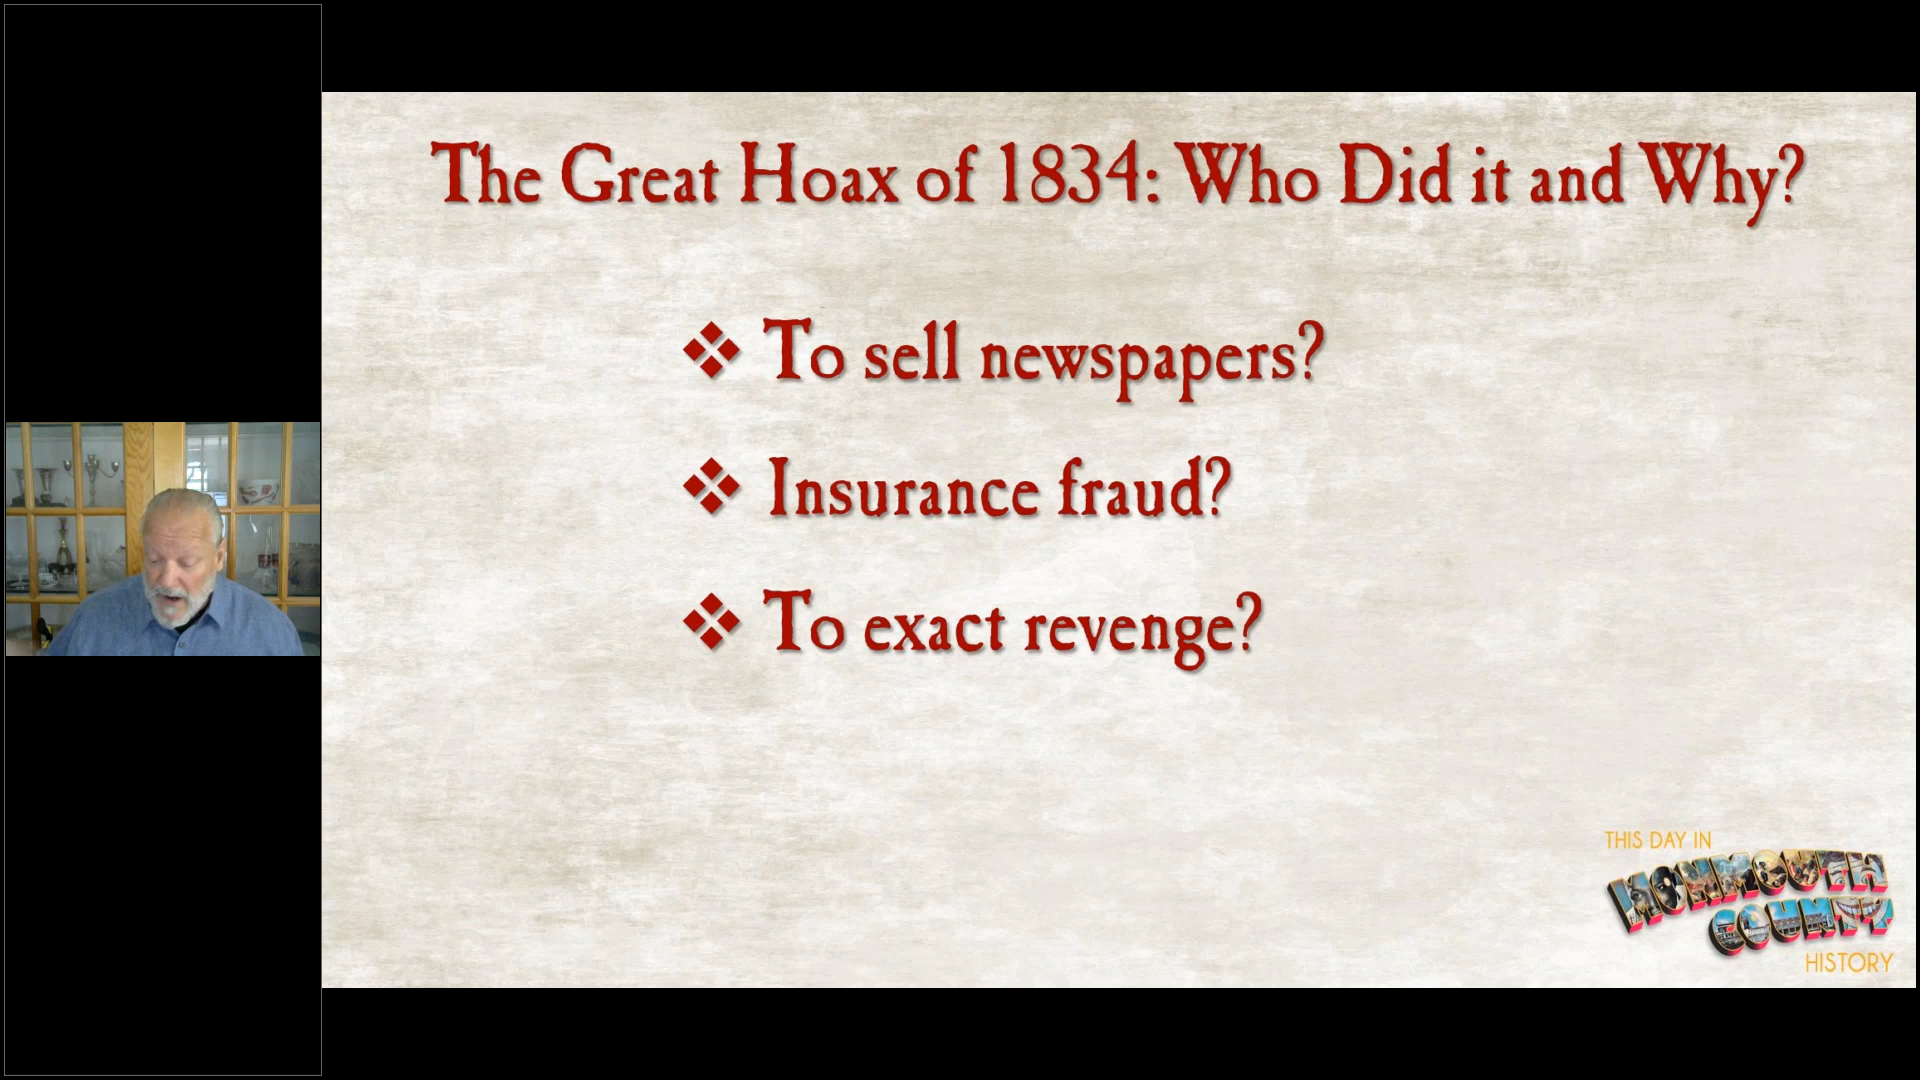 The Great Hoax of 1834: Who Did it and Why?
❖ To sell newspapers?
❖ Insurance fraud?
❖ To exact revenge?
THIS DAY IN
MONMOUTH
COUNTY
HISTORY